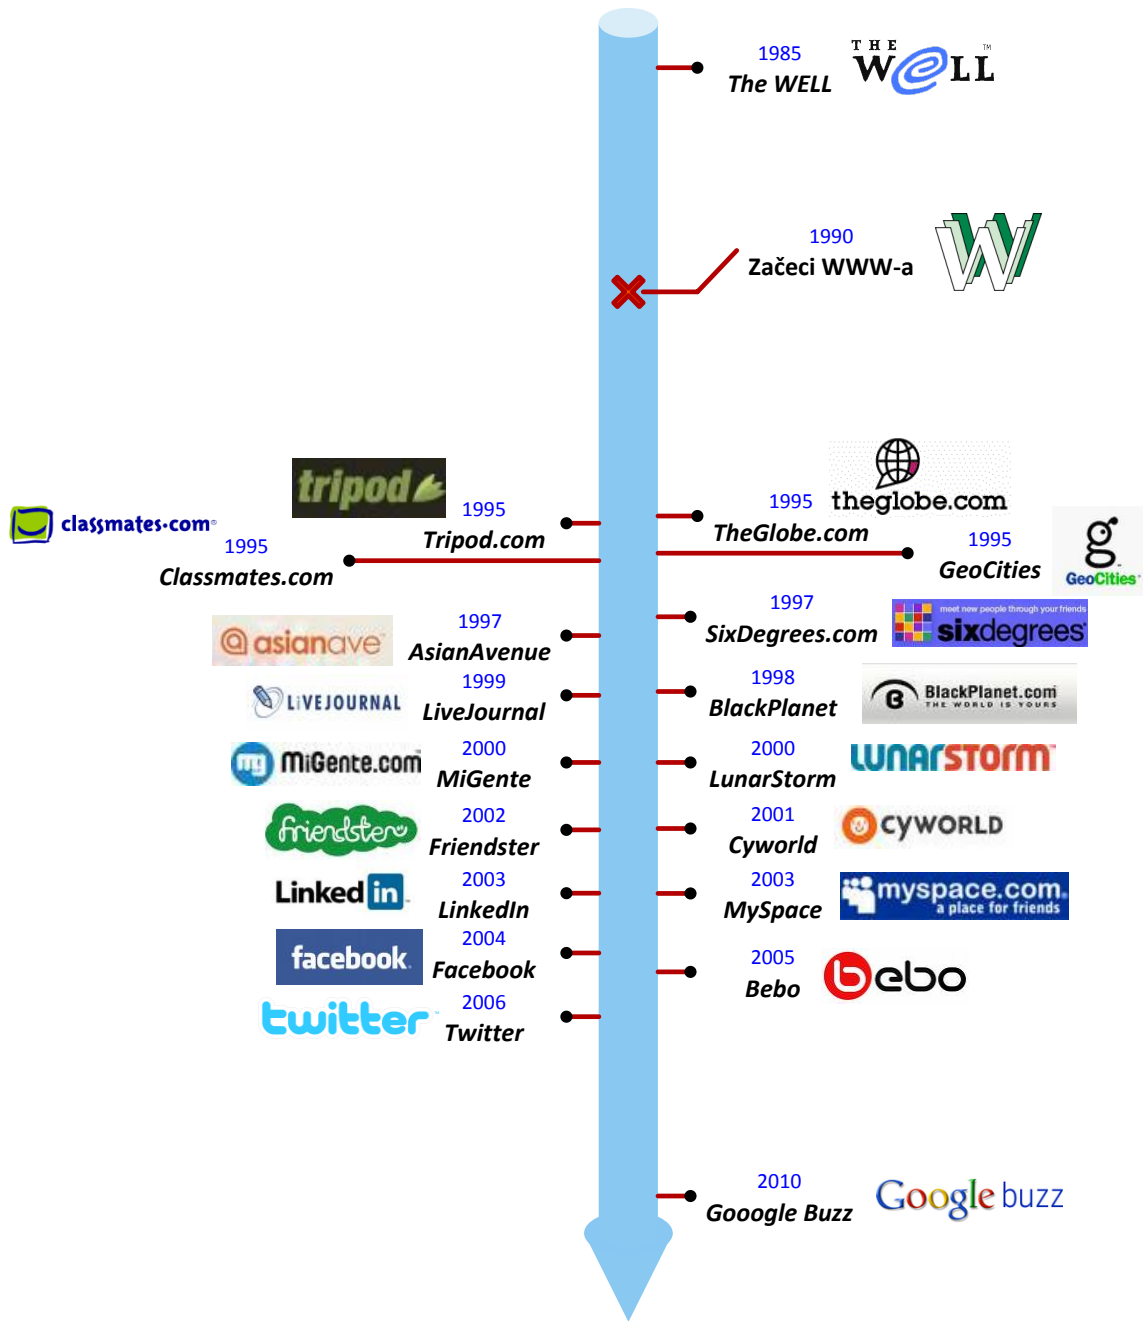 1985
The WELL
THE
WELL
TM
1990
Začeci WWW-a
W
tripod
1995
Tripod.com
theglobe.com
1995
TheGlobe.com
classmates.com®
1995
Classmates.com
1995
GeoCities
g
GeoCities
1997
SixDegrees.com
meet new people through your friends
sixdegrees
asianave
1997
AsianAvenue
1998
BlackPlanet
BlackPlanet.com
THE WORLD IS YOURS
LiVEJOURNAL
1999
LiveJournal
mg MiGente.com
2000
MiGente
2000
LunarStorm
LUNARSTORM
friendster
2002
Friendster
2001
Cyworld
CYWORLD
Linked in
2003
LinkedIn
2003
MySpace
myspace.com
a place for friends
facebook
2004
Facebook
2005
Bebo
bebo
twitter
2006
Twitter
2010
Gooogle Buzz
Google buzz